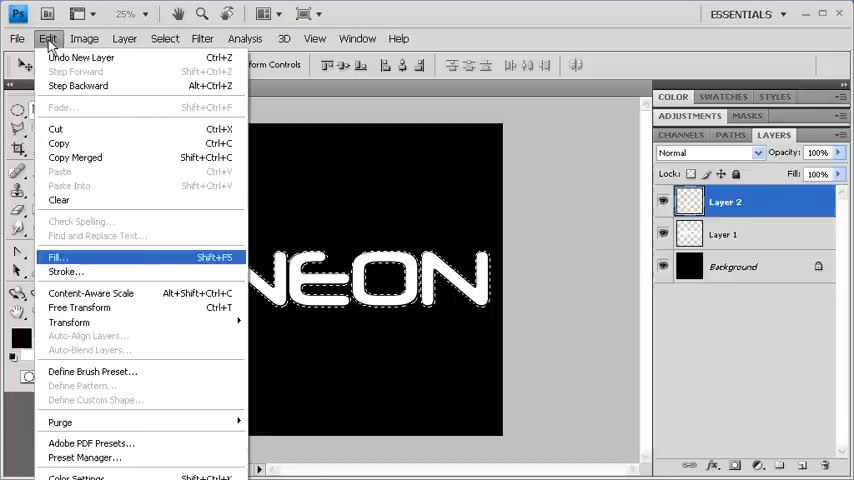 Ps Br 25% ESSENTIALS
File Edit Image Layer Select Filter Analysis 3D View Window Help
Form Controls
Undo New Layer Ctrl+Z
Step Forward Shift+Ctrl+Z
Step Backward Alt+Ctrl+Z
Fade... Shift+Ctrl+F
Cut Ctrl+X
Copy Ctrl+C
Copy Merged Shift+Ctrl+C
Paste Ctrl+V
Paste Into Shift+Ctrl+V
Clear
Check Spelling...
Find and Replace Text...
Fill... Shift+F5
Stroke...
Content-Aware Scale Alt+Shift+Ctrl+C
Free Transform Ctrl+T
Transform
Auto-Align Layers...
Auto-Blend Layers...
Define Brush Preset...
Define Pattern...
Define Custom Shape...
Purge
Adobe PDF Presets...
Preset Manager...
Color Settings... Shift+Ctrl+K
NEON
COLOR SWATCHES STYLES
ADJUSTMENTS MASKS
CHANNELS PATHS LAYERS
Normal Opacity: 100%
Lock: Fill: 100%
Layer 2
Layer 1
Background